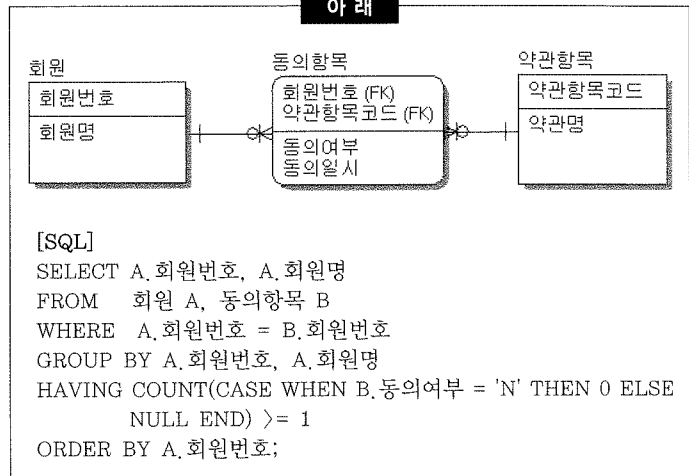 아 래
회원
동의항목
약관항목
회원번호
회원번호 (FK)
약관항목코드 (FK)
약관항목코드
회원명
동의여부
동의일시
약관명
[SQL]
SELECT A.회원번호, A.회원명
FROM 회원 A, 동의항목 B
WHERE A.회원번호 = B.회원번호
GROUP BY A.회원번호, A.회원명
HAVING COUNT(CASE WHEN B.동의여부 = 'N' THEN 0 ELSE
NULL END) >= 1
ORDER BY A.회원번호;